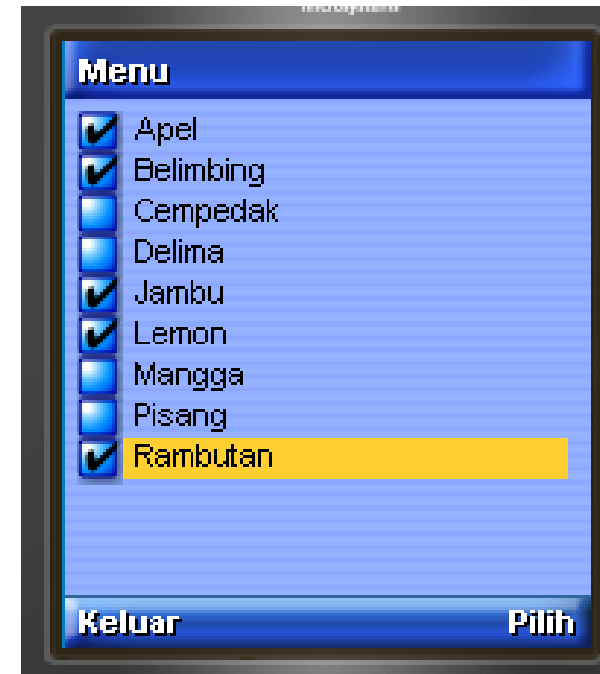 Menu
Apel
Belimbing
Cempedak
Delima
Jambu
Lemon
Mangga
Pisang
Rambutan
Keluar Pilih